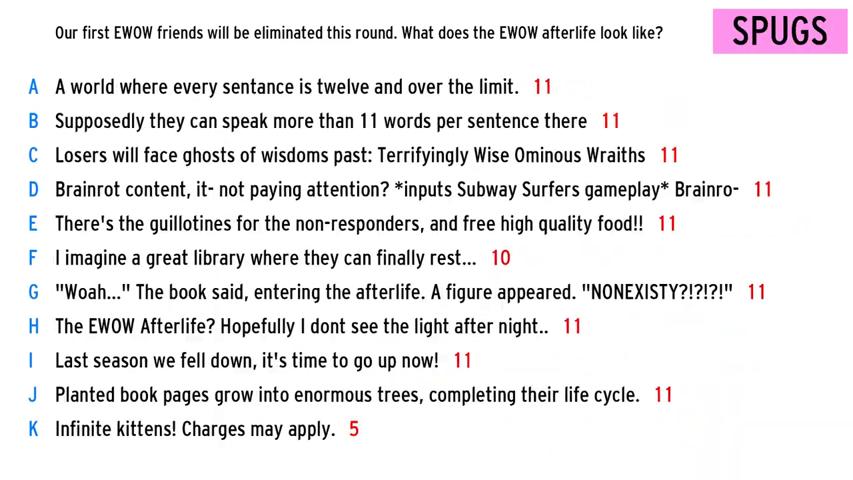 Our first EWOW friends will be eliminated this round. What does the EWOW afterlife look like?
SPUGS
A A world where every sentance is twelve and over the limit. 11
B Supposedly they can speak more than 11 words per sentence there 11
C Losers will face ghosts of wisdoms past: Terrifyingly Wise Ominous Wraiths 11
D Brainrot content, it- not paying attention? *inputs Subway Surfers gameplay* Brainro- 11
E There's the guillotines for the non-responders, and free high quality food!! 11
F I imagine a great library where they can finally rest... 10
G "Woah..." The book said, entering the afterlife. A figure appeared. "NONEXISTY?!?!?!" 11
H The EWOW Afterlife? Hopefully I dont see the light after night.. 11
I Last season we fell down, it's time to go up now! 11
J Planted book pages grow into enormous trees, completing their life cycle. 11
K Infinite kittens! Charges may apply. 5